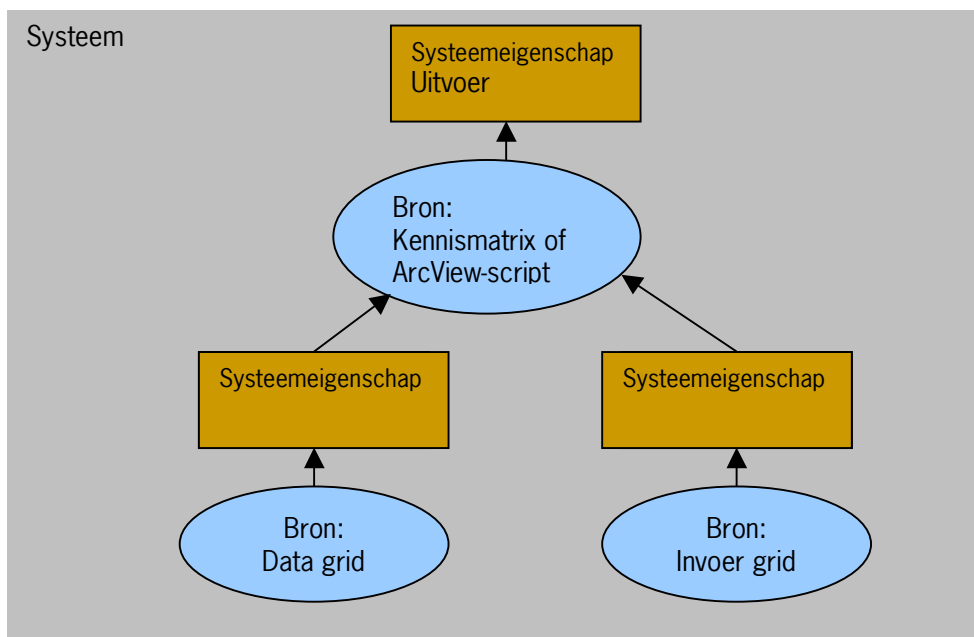 Systeem
Systeemeigenschap
Uitvoer
Bron:
Kennismatrix of
ArcView-script
Systeemeigenschap
Systeemeigenschap
Bron:
Data grid
Bron:
Invoer grid